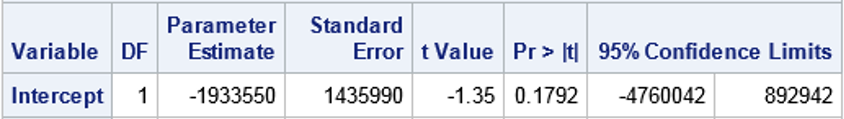 Variable DF Parameter Estimate Standard Error t Value Pr > |t| 95% Confidence Limits
Intercept 1 -1933550 1435990 -1.35 0.1792 -4760042 892942